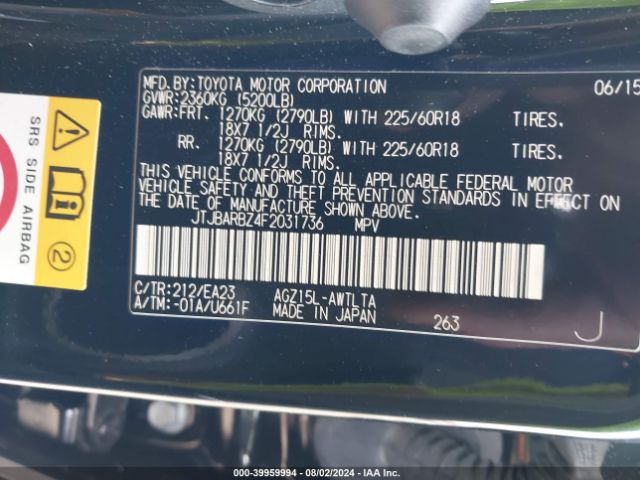 MFD.BY:TOYOTA MOTOR CORPORATION 06/15
GVWR:2360KG (5200LB)
GAWR:FRT. 1270KG (2790LB) WITH 225/60R18 TIRES.
18X7 1/2J RIMS.
RR. 1270KG (2790LB) WITH 225/60R18 TIRES.
18X7 1/2J RIMS.
THIS VEHICLE CONFORMS TO ALL APPLICABLE FEDERAL MOTOR
VEHICLE SAFETY AND THEFT PREVENTION STANDARDS IN EFFECT ON
THE DATE OF MANUFACTURE SHOWN ABOVE.
JTJBARBZ4F2031736 MPV
C/TR:212/EA23 AGZ15L-AWTLTA
A/TM:-01A/U661F MADE IN JAPAN 263 J
SRS SIDE AIRBAG
2
000-39959994 - 08/02/2024 - IAA Inc.